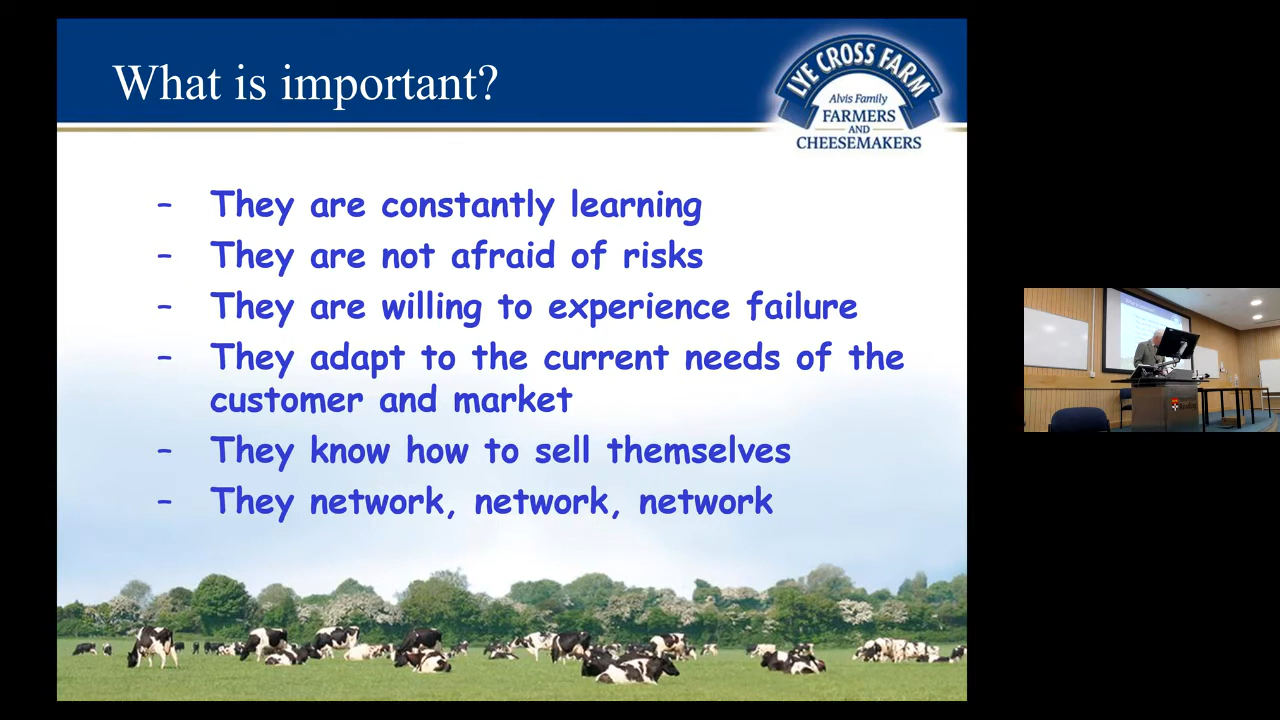 What is important?
LYE CROSS FARM
Alvis Family
FARMERS
AND
CHEESEMAKERS
– They are constantly learning
– They are not afraid of risks
– They are willing to experience failure
– They adapt to the current needs of the
customer and market
– They know how to sell themselves
– They network, network, network